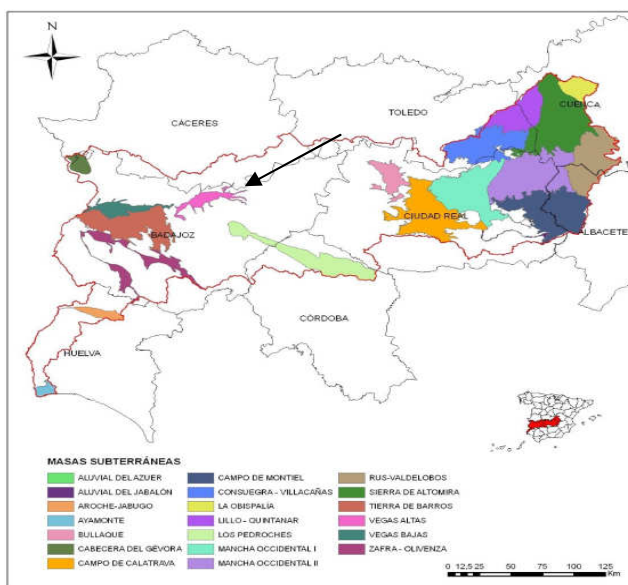 N
CÁCERES
TOLEDO
CUENCA
CIUDAD REAL
BADAJOZ
ALBACETE
CÓRDOBA
HUELVA
MASAS SUBTERRÁNEAS
ALUVIAL DEL AZUER
ALUVIAL DEL JABALÓN
AROCHE-JABUGO
AYAMONTE
BULLAQUE
CABECERA DEL GÉVORA
CAMPO DE CALATRAVA
CAMPO DE MONTIEL
CONSUEGRA - VILLACAÑAS
LA OBISPALÍA
LILLO - QUINTANAR
LOS PEDROCHES
MANCHA OCCIDENTAL I
MANCHA OCCIDENTAL II
RUS-VALDELOBOS
SIERRA DE ALTOMIRA
TIERRA DE BARROS
VEGAS ALTAS
VEGAS BAJAS
ZAFRA - OLIVENZA
0 12,5 25 50 75 100 125
Km